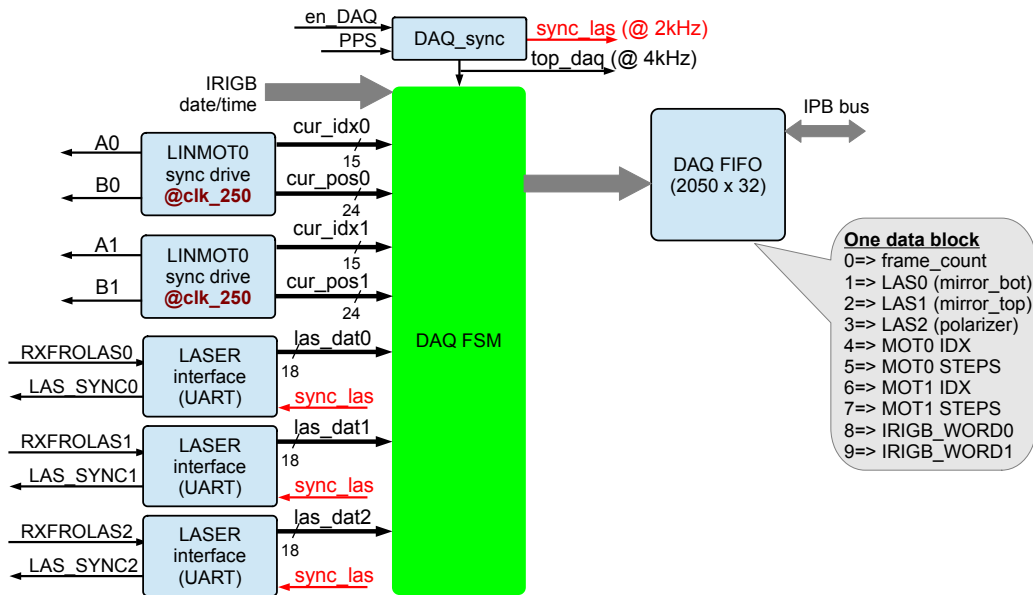 en_DAQ
PPS
DAQ_sync
sync_las (@ 2kHz)
top_daq (@ 4kHz)
IRIGB
date/time
A0
B0
LINMOT0
sync drive
@clk_250
cur_idx0
15
cur_pos0
24
A1
B1
LINMOT0
sync drive
@clk_250
cur_idx1
15
cur_pos1
24
RXFROLAS0
LAS_SYNC0
LASER
interface
(UART)
las_dat0
18
sync_las
RXFROLAS1
LAS_SYNC1
LASER
interface
(UART)
las_dat1
18
sync_las
RXFROLAS2
LAS_SYNC2
LASER
interface
(UART)
las_dat2
18
sync_las
DAQ FSM
DAQ FIFO
(2050 x 32)
IPB bus
One data block
0=> frame_count
1=> LAS0 (mirror_bot)
2=> LAS1 (mirror_top)
3=> LAS2 (polarizer)
4=> MOT0 IDX
5=> MOT0 STEPS
6=> MOT1 IDX
7=> MOT1 STEPS
8=> IRIGB_WORD0
9=> IRIGB_WORD1